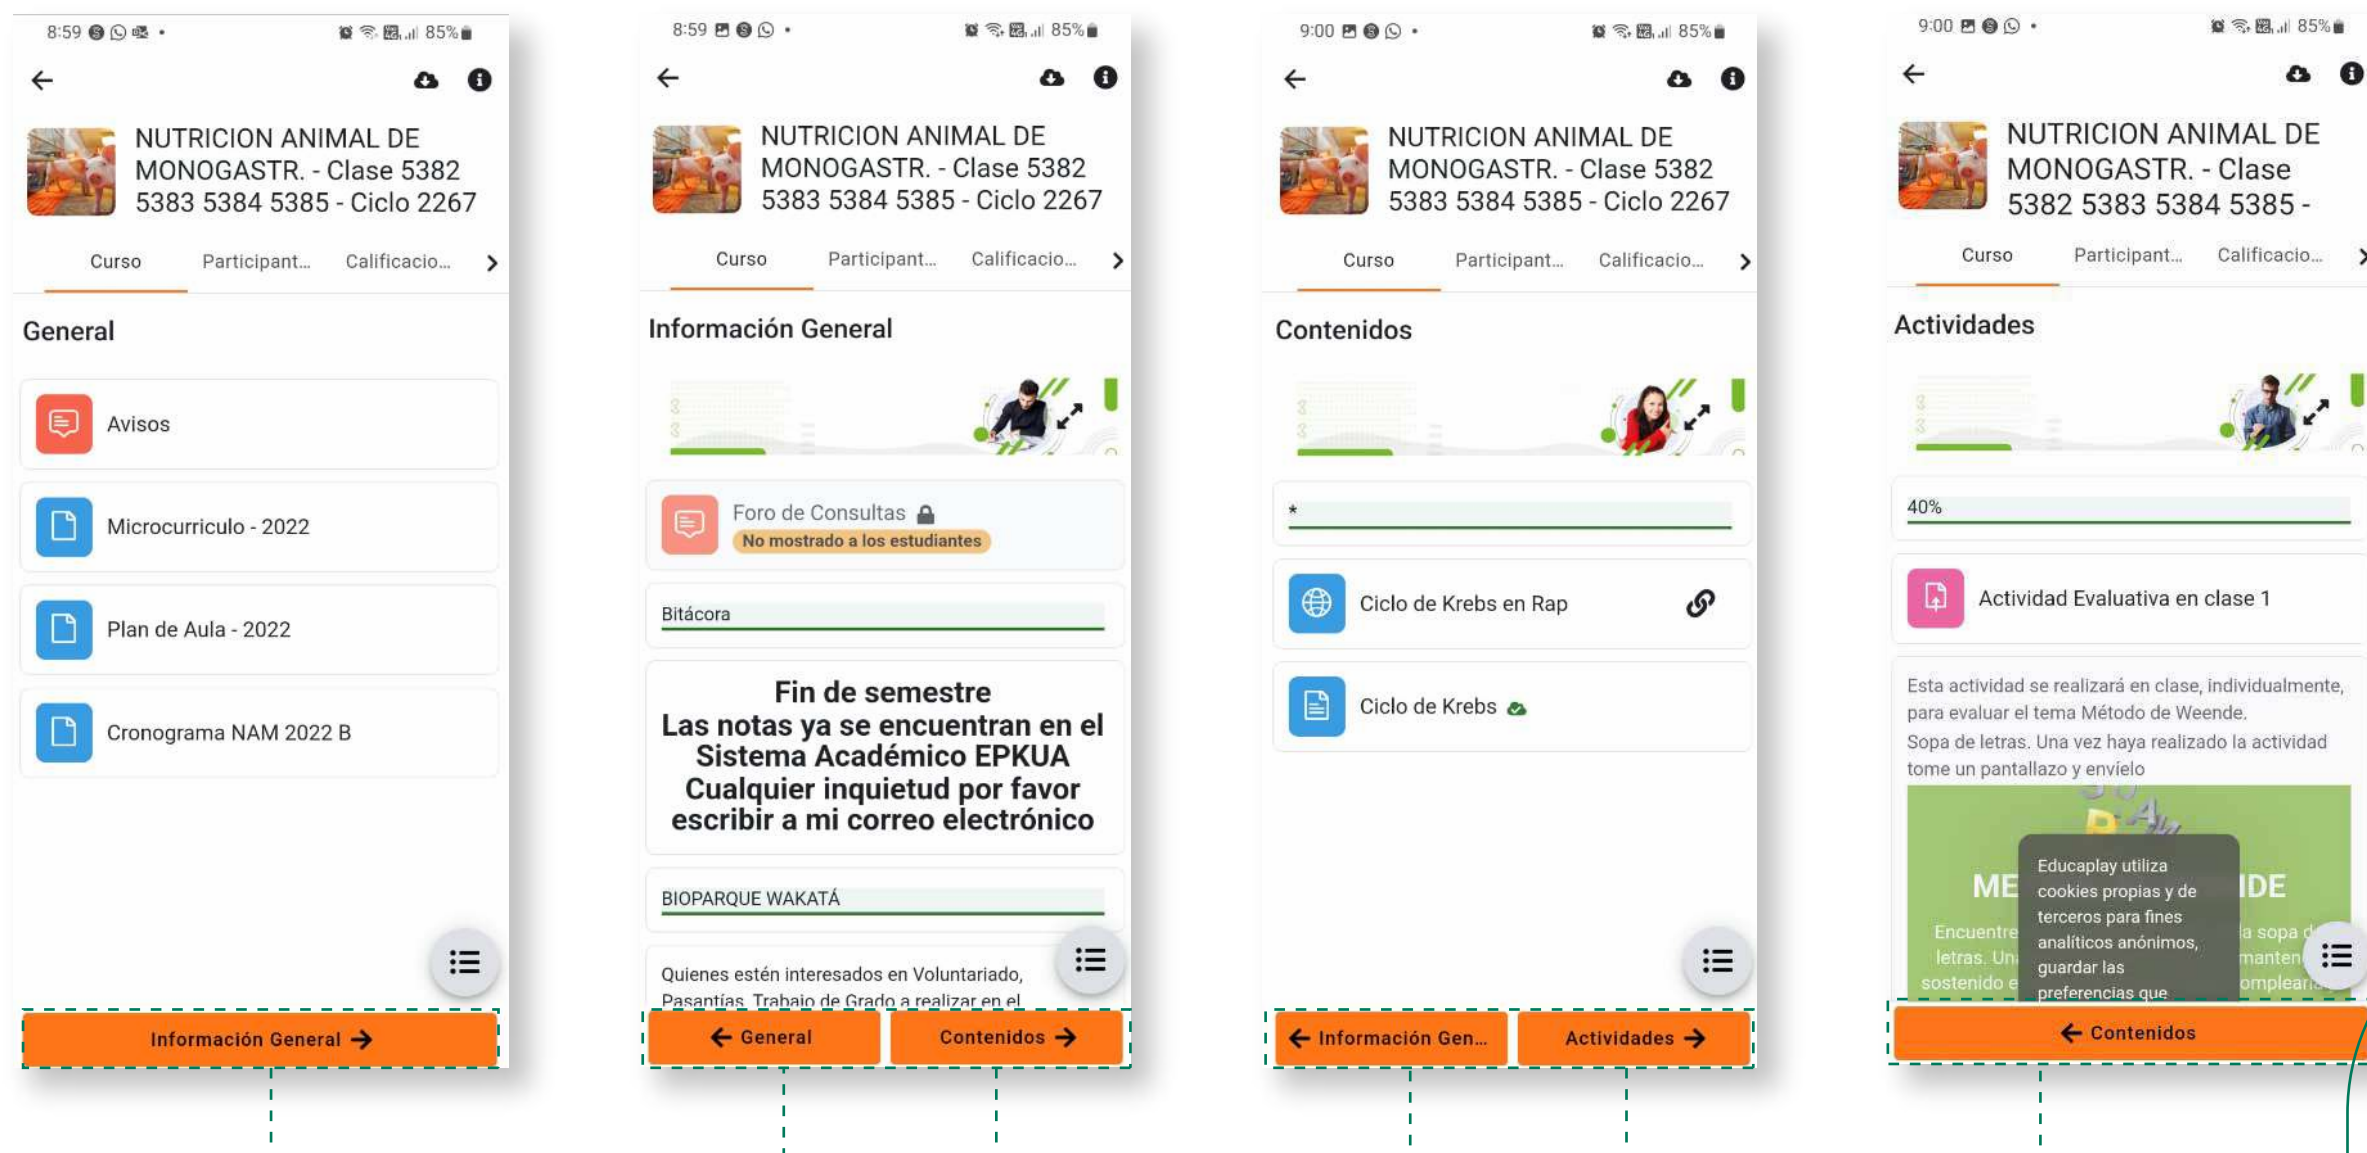 8:59
85%
NUTRICION ANIMAL DE
MONOGASTR. - Clase 5382
5383 5384 5385 - Ciclo 2267
Curso
Participant...
Calificacio...
General
Avisos
Microcurriculo - 2022
Plan de Aula - 2022
Cronograma NAM 2022 B
Información General
8:59
85%
NUTRICION ANIMAL DE
MONOGASTR. - Clase 5382
5383 5384 5385 - Ciclo 2267
Curso
Participant...
Calificacio...
Información General
Foro de Consultas
No mostrado a los estudiantes
Bitácora
Fin de semestre
Las notas ya se encuentran en el
Sistema Académico EPKUA
Cualquier inquietud por favor
escribir a mi correo electrónico
BIOPARQUE WAKATÁ
Quienes estén interesados en Voluntariado,
Pasantías, Trabajo de Grado a realizar en el
General
Contenidos
9:00
85%
NUTRICION ANIMAL DE
MONOGASTR. - Clase 5382
5383 5384 5385 - Ciclo 2267
Curso
Participant...
Calificacio...
Contenidos
*
Ciclo de Krebs en Rap
Ciclo de Krebs
Información Gen...
Actividades
9:00
85%
NUTRICION ANIMAL DE
MONOGASTR. - Clase
5382 5383 5384 5385 -
Curso
Participant...
Calificacio...
Actividades
40%
Actividad Evaluativa en clase 1
Esta actividad se realizará en clase, individualmente,
para evaluar el tema Método de Weende.
Sopa de letras. Una vez haya realizado la actividad
tome un pantallazo y envíelo
Educaplay utiliza
cookies propias y de
terceros para fines
analíticos anónimos,
guardar las
preferencias que
Contenidos